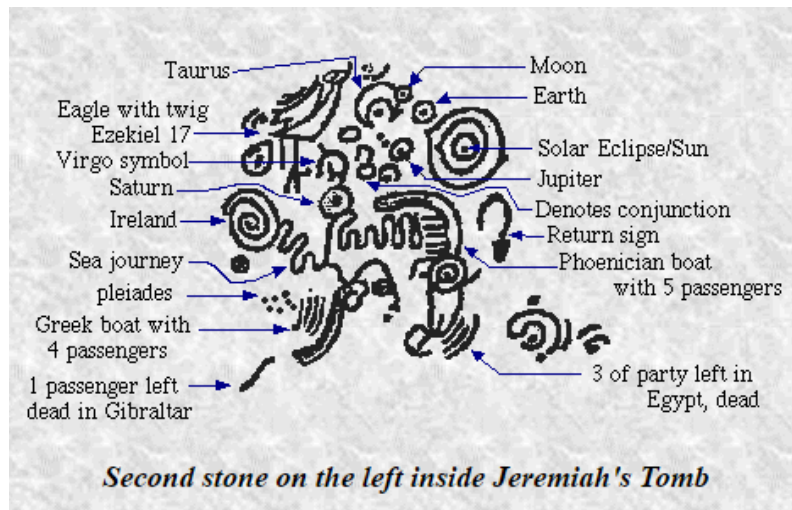 Taurus
Eagle with twig
Ezekiel 17
Virgo symbol
Saturn
Ireland
Sea journey
pleiades
Greek boat with
4 passengers
1 passenger left
dead in Gibraltar
Moon
Earth
Solar Eclipse/Sun
Jupiter
Denotes conjunction
Return sign
Phoenician boat
with 5 passengers
3 of party left in
Egypt, dead
Second stone on the left inside Jeremiah's Tomb